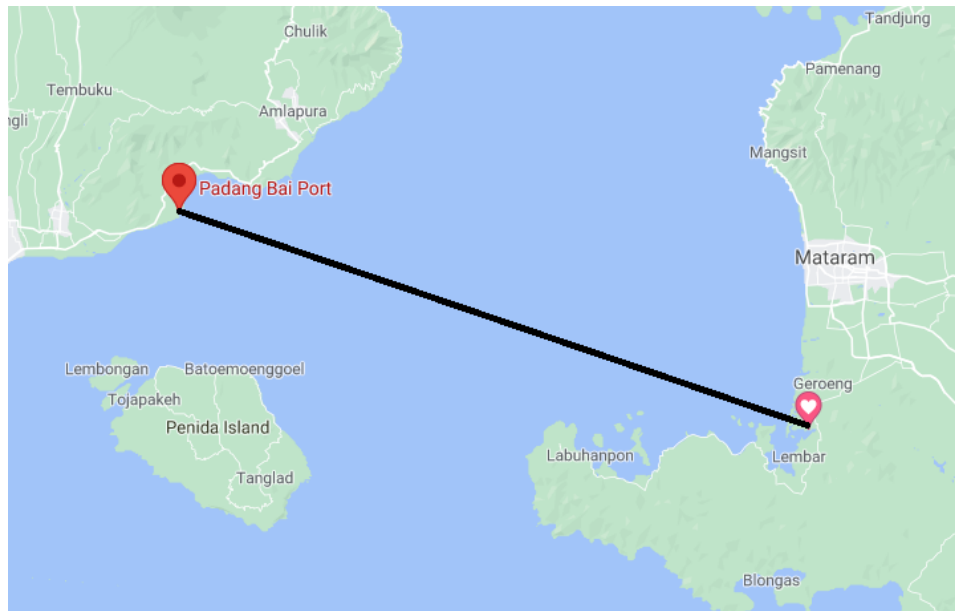 Chulik
Tandjung
Tembuku
Pamenang
Amlapura
ngli
Mangsit
Padang Bai Port
Mataram
Lembongan
Batoemoenggoel
Geroeng
Tojapakeh
Penida Island
Labuhanpon
Lembar
Tanglad
Blongas